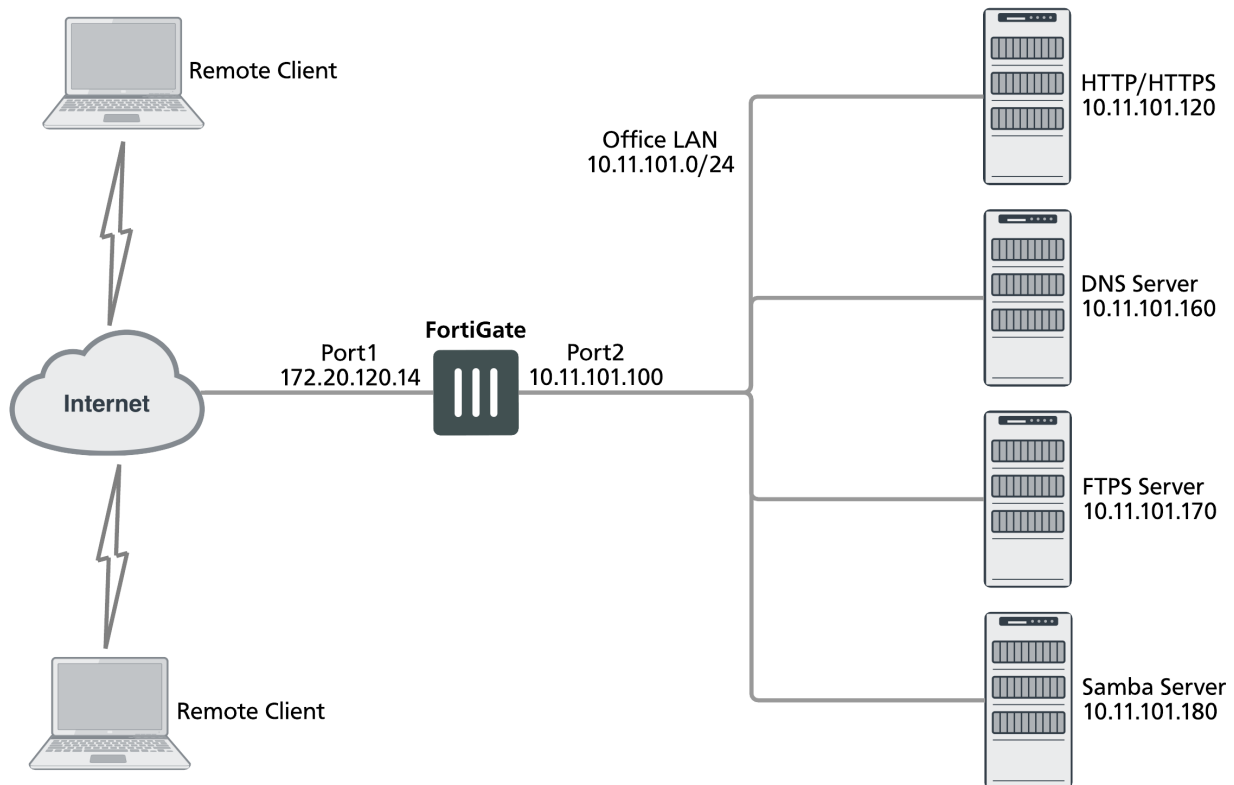 Remote Client
HTTP/HTTPS
10.11.101.120
Office LAN
10.11.101.0/24
DNS Server
10.11.101.160
FortiGate
Port1
172.20.120.14
Port2
10.11.101.100
Internet
FTPS Server
10.11.101.170
Samba Server
10.11.101.180
Remote Client